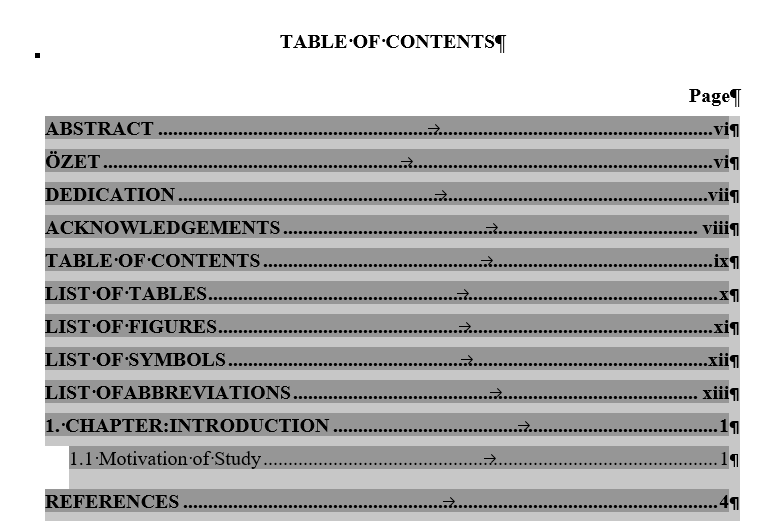 TABLE·OF·CONTENTS¶
Page¶
ABSTRACT ............→............vi¶
ÖZET ............→............vi¶
DEDICATION ............→............vii¶
ACKNOWLEDGEMENTS ............→............ viii¶
TABLE·OF·CONTENTS ............→............ix¶
LIST·OF·TABLES............→............x¶
LIST·OF·FIGURES............→............xi¶
LIST·OF·SYMBOLS............→............xii¶
LIST·OFABBREVIATIONS............→............ xiii¶
1.·CHAPTER:INTRODUCTION ............→............1¶
1.1·Motivation·of·Study............→............1¶
REFERENCES ............→............4¶